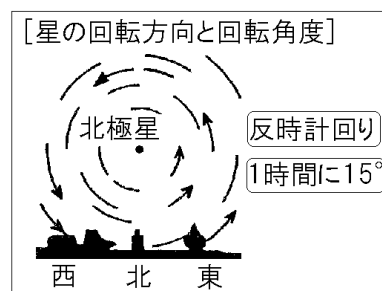 [星の回転方向と回転角度]
北極星
反時計回り
1時間に15°
西 北 東